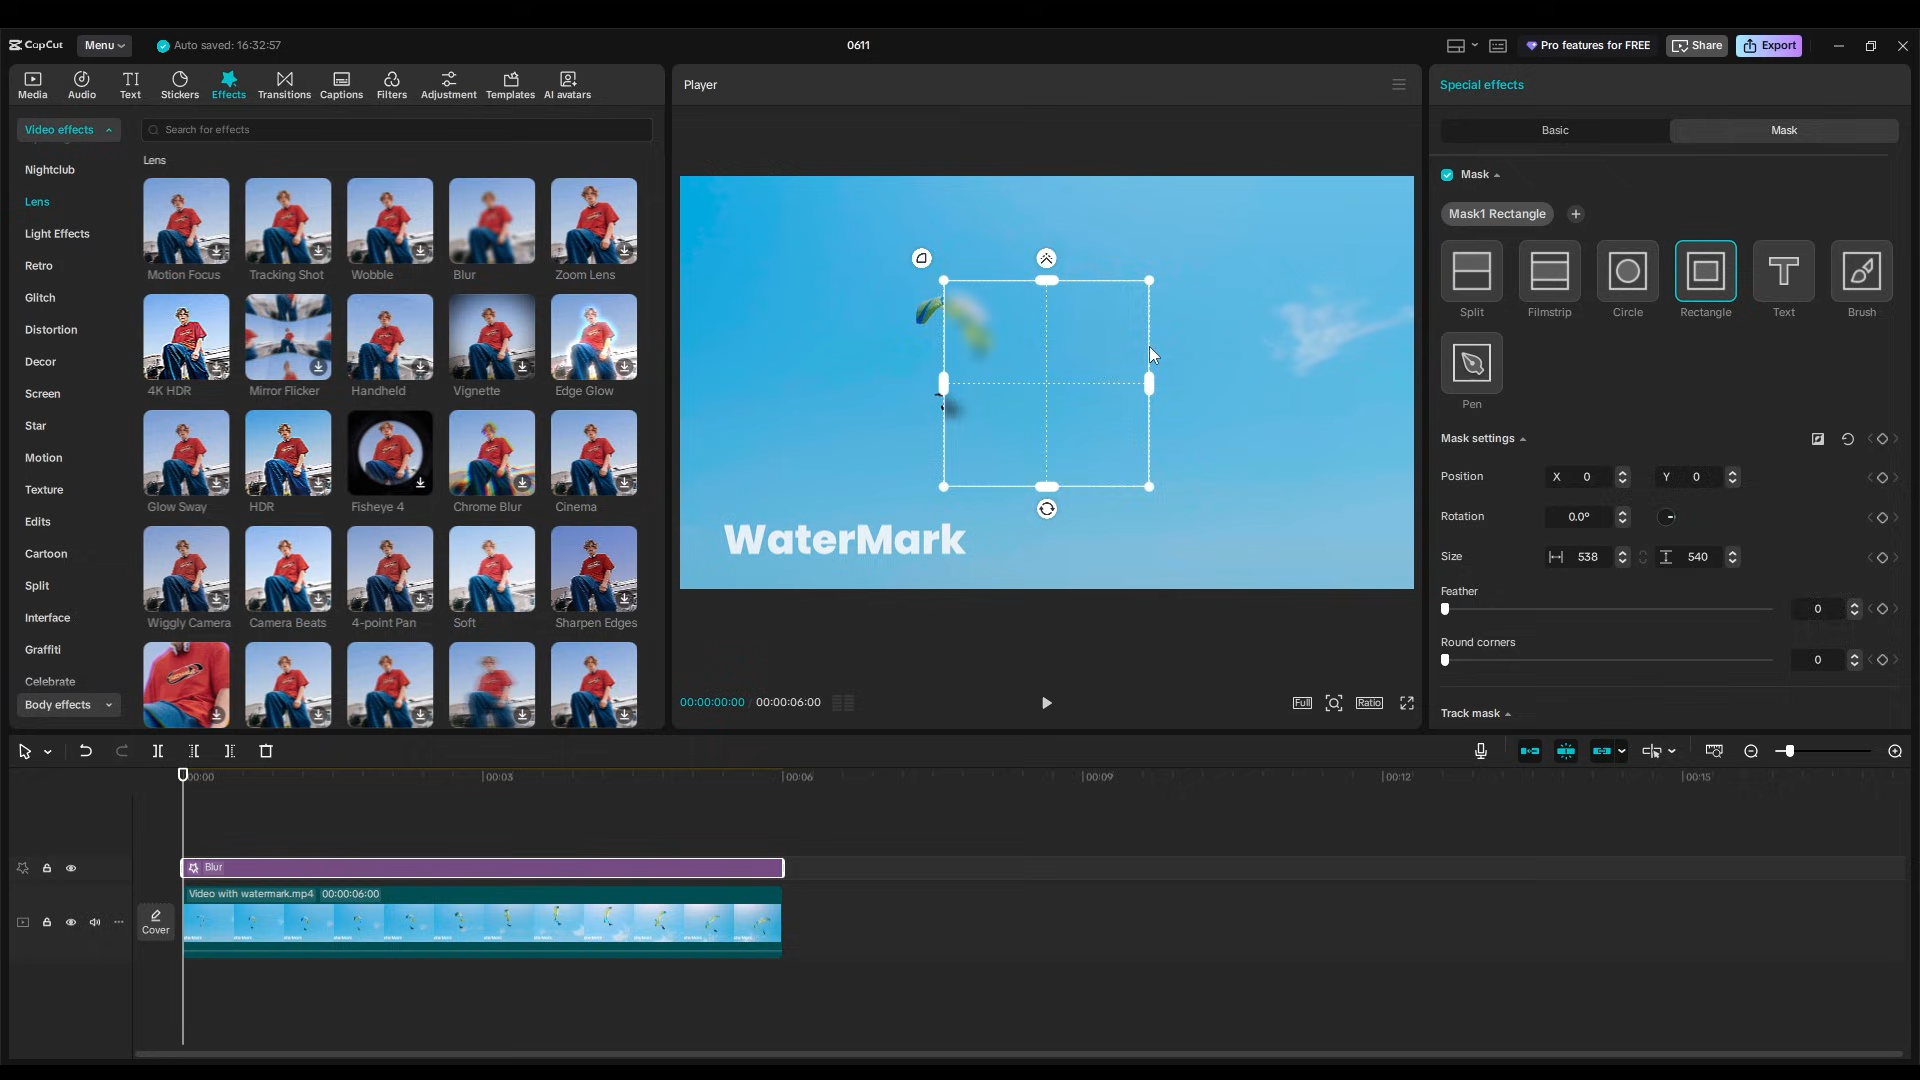 CapCut
Menu
Auto saved: 16:32:57
0611
Pro features for FREE
Share
Export
Media
Audio
Text
Stickers
Effects
Transitions
Captions
Filters
Adjustment
Templates
AI avatars
Player
Special effects
Video effects
Search for effects
Basic
Mask
Nightclub
Lens
Light Effects
Retro
Glitch
Distortion
Decor
Screen
Star
Motion
Texture
Edits
Cartoon
Split
Interface
Graffiti
Celebrate
Body effects
Lens
Motion Focus
Tracking Shot
Wobble
Blur
Zoom Lens
4K HDR
Mirror Flicker
Handheld
Vignette
Edge Glow
Glow Sway
HDR
Fisheye 4
Chrome Blur
Cinema
Wiggly Camera
Camera Beats
4-point Pan
Soft
Sharpen Edges
WaterMark
00:00:00:00 / 00:00:06:00
Full
Ratio
Mask
Mask1 Rectangle
Split
Filmstrip
Circle
Rectangle
Text
Brush
Pen
Mask settings
Position X 0 Y 0
Rotation 0.0°
Size 538 540
Feather
0
Round corners
0
Track mask
00:00
00:03
00:06
00:09
00:12
00:15
Blur
Video with watermark.mp4 00:00:06:00
Cover